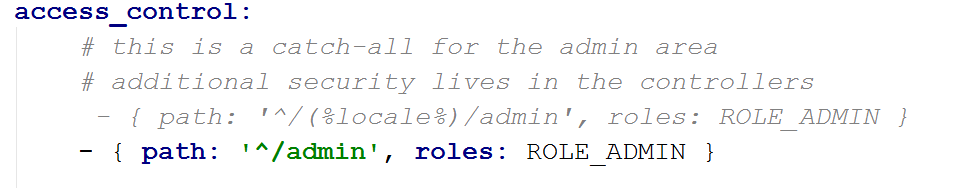 access_control:
# this is a catch-all for the admin area
# additional security lives in the controllers
- { path: '^/(%locale%)/admin', roles: ROLE_ADMIN }
- { path: '^/admin', roles: ROLE_ADMIN }